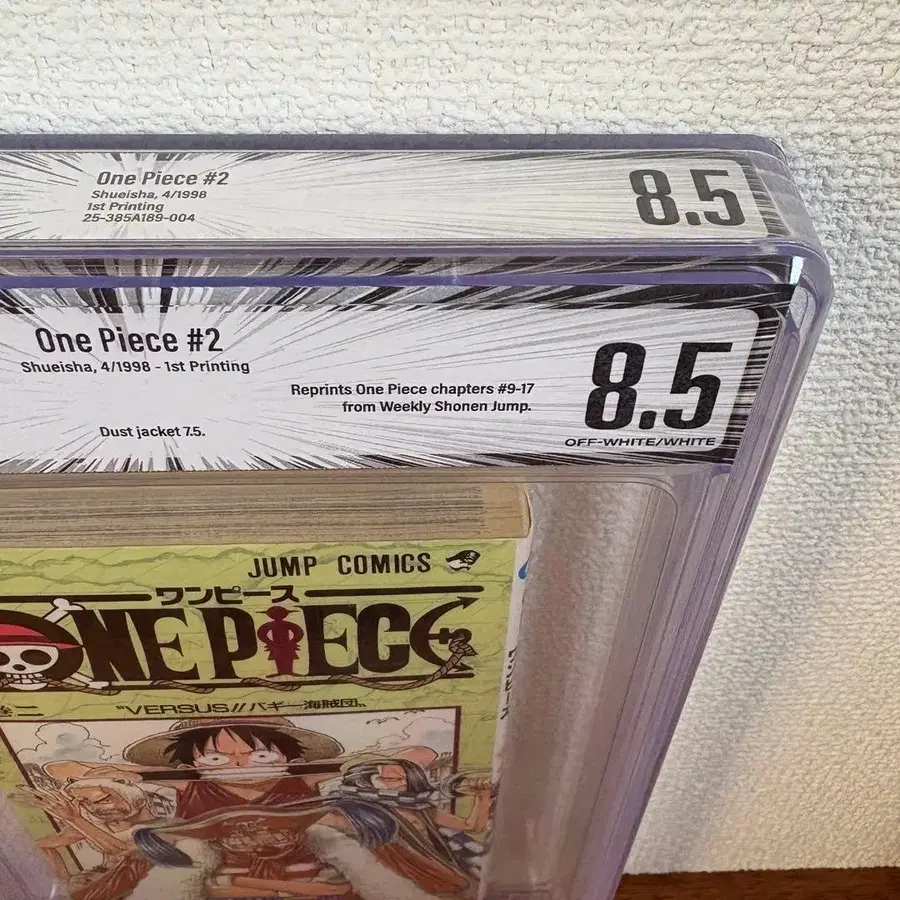 One Piece #2
Shueisha, 4/1998
1st Printing
25-385A189-004
8.5
One Piece #2
Shueisha, 4/1998 - 1st Printing
Reprints One Piece chapters #9-17
from Weekly Shonen Jump.
Dust jacket 7.5.
8.5
OFF-WHITE/WHITE
JUMP COMICS
ワンピース
ONE PIECE
巻二
"VERSUS!!バギー海賊団"